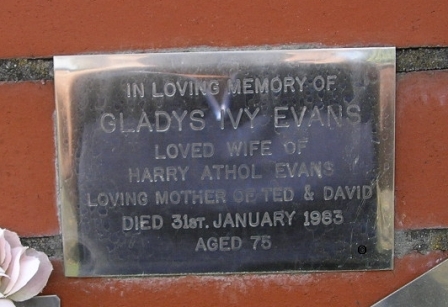 IN LOVING MEMORY OF
GLADYS IVY EVANS
LOVED WIFE OF
HARRY ATHOL EVANS
LOVING MOTHER OF TED & DAVID
DIED 31ST. JANUARY 1983
AGED 75